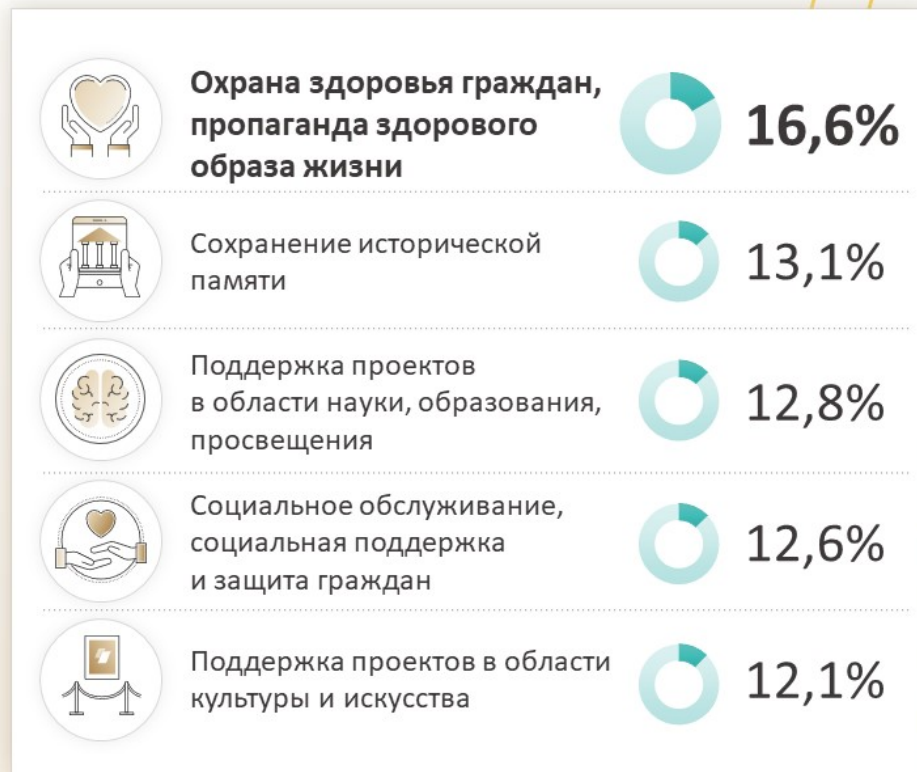 Охрана здоровья граждан,
пропаганда здорового
образа жизни
16,6%
Сохранение исторической
памяти
13,1%
Поддержка проектов
в области науки, образования,
просвещения
12,8%
Социальное обслуживание,
социальная поддержка
и защита граждан
12,6%
Поддержка проектов в области
культуры и искусства
12,1%